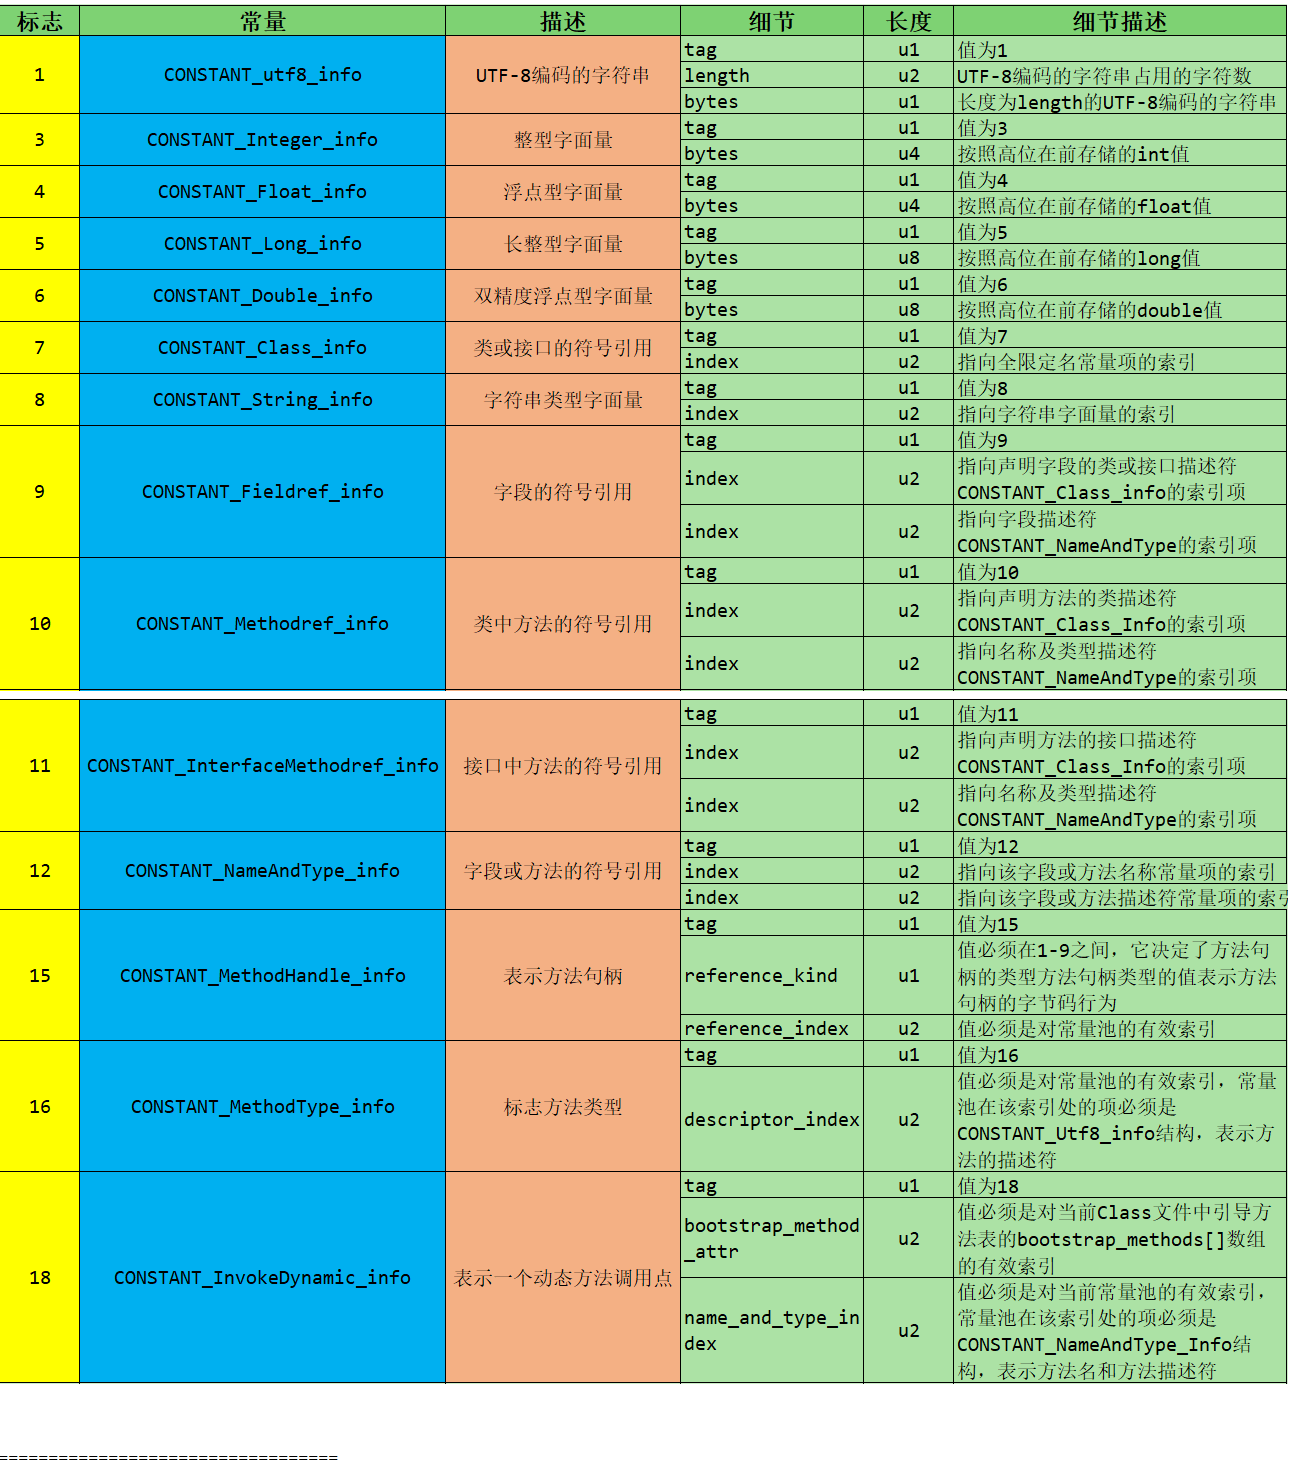 标志 常量 描述 细节 长度 细节描述
1 CONSTANT_utf8_info UTF-8编码的字符串
tag u1 值为1
length u2 UTF-8编码的字符串占用的字符数
bytes u1 长度为length的UTF-8编码的字符串
3 CONSTANT_Integer_info 整型字面量
tag u1 值为3
bytes u4 按照高位在前存储的int值
4 CONSTANT_Float_info 浮点型字面量
tag u1 值为4
bytes u4 按照高位在前存储的float值
5 CONSTANT_Long_info 长整型字面量
tag u1 值为5
bytes u8 按照高位在前存储的long值
6 CONSTANT_Double_info 双精度浮点型字面量
tag u1 值为6
bytes u8 按照高位在前存储的double值
7 CONSTANT_Class_info 类或接口的符号引用
tag u1 值为7
index u2 指向全限定名常量项的索引
8 CONSTANT_String_info 字符串类型字面量
tag u1 值为8
index u2 指向字符串字面量的索引
9 CONSTANT_Fieldref_info 字段的符号引用
tag u1 值为9
index u2 指向声明字段的类或接口描述符
CONSTANT_Class_info的索引项
index u2 指向字段描述符
CONSTANT_NameAndType的索引项
10 CONSTANT_Methodref_info 类中方法的符号引用
tag u1 值为10
index u2 指向声明方法的类描述符
CONSTANT_Class_Info的索引项
index u2 指向名称及类型描述符
CONSTANT_NameAndType的索引项
11 CONSTANT_InterfaceMethodref_info 接口中方法的符号引用
tag u1 值为11
index u2 指向声明方法的接口描述符
CONSTANT_Class_Info的索引项
index u2 指向名称及类型描述符
CONSTANT_NameAndType的索引项
12 CONSTANT_NameAndType_info 字段或方法的符号引用
tag u1 值为12
index u2 指向该字段或方法名称常量项的索引
index u2 指向该字段或方法描述符常量项的索引
15 CONSTANT_MethodHandle_info 表示方法句柄
tag u1 值为15
reference_kind u1 值必须在1-9之间，它决定了方法句
柄的类型方法句柄类型的值表示方法
句柄的字节码行为
reference_index u2 值必须是对常量池的有效索引
16 CONSTANT_MethodType_info 标志方法类型
tag u1 值为16
descriptor_index u2 值必须是对常量池的有效索引，常量
池在该索引处的项必须是
CONSTANT_Utf8_info结构，表示方
法的描述符
18 CONSTANT_InvokeDynamic_info 表示一个动态方法调用点
tag u1 值为18
bootstrap_method
_attr u2 值必须是对当前Class文件中引导方
法表的bootstrap_methods[]数组
的有效索引
name_and_type_in
dex u2 值必须是对当前常量池的有效索引，
常量池在该索引处的项必须是
CONSTANT_NameAndType_Info结
构，表示方法名和方法描述符
===============================